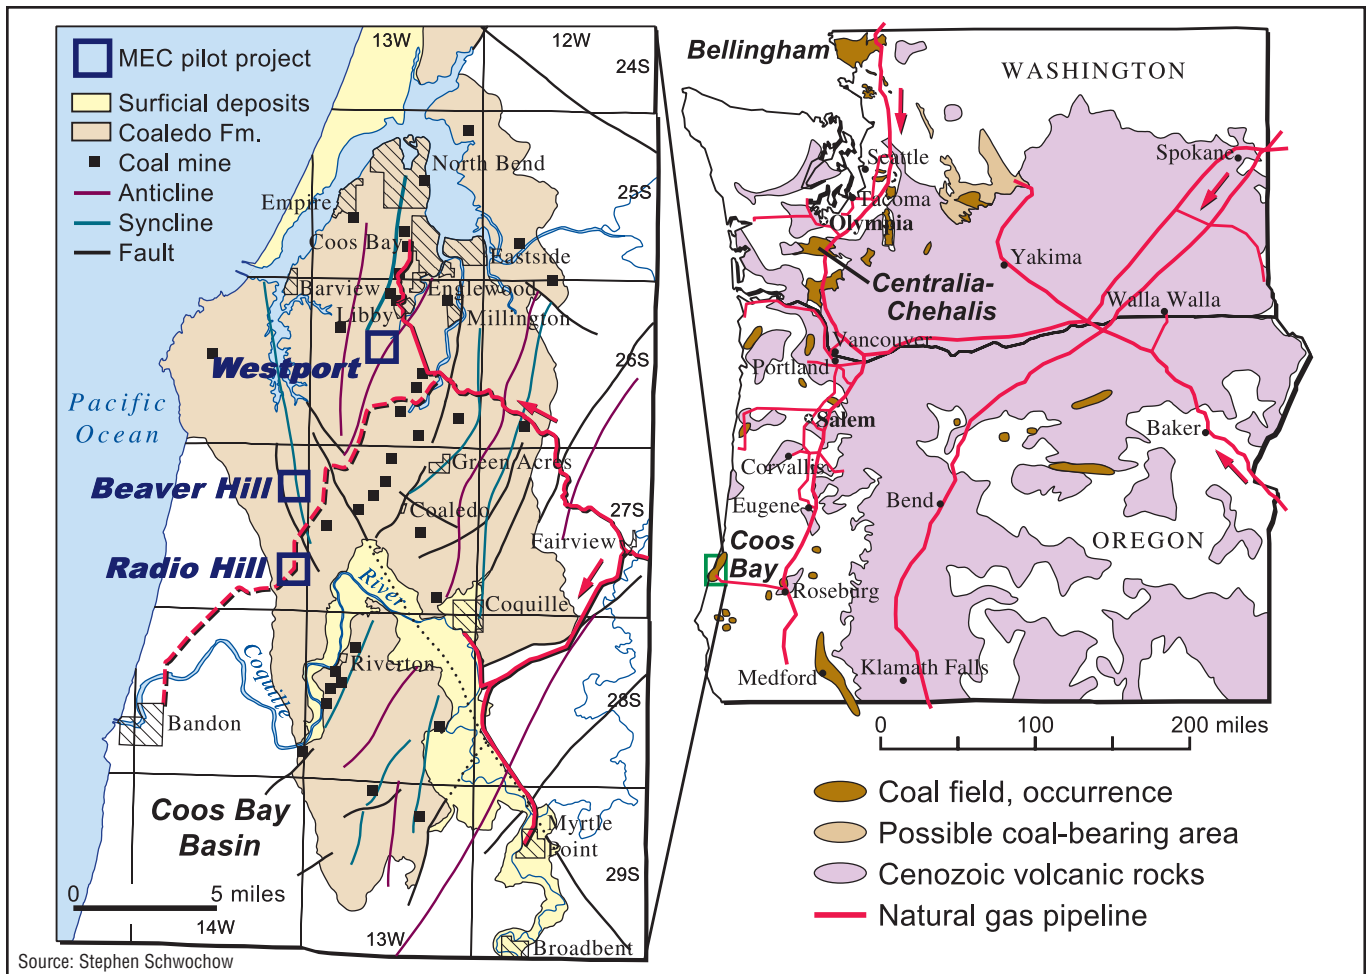 13W
12W
24S
MEC pilot project
Surficial deposits
Coaledo Fm.
Coal mine
Anticline
Syncline
Fault
North Bend
25S
Empire
Coos Bay
Eastside
Barview
Englewood
Libby
Millington
Westport
26S
Pacific
Ocean
Beaver Hill
Green Acres
Coaledo
27S
Fairview
Radio Hill
River
Coquille
Riverton
Coquille
28S
Bandon
Coos Bay
Basin
Myrtle
Point
29S
0
5 miles
14W
13W
Broadbent
Source: Stephen Schwochow
Bellingham
WASHINGTON
Seattle
Spokane
Tacoma
Olympia
Yakima
Centralia-
Chehalis
Walla Walla
Vancouver
Portland
Salem
Baker
Corvallis
Bend
Eugene
OREGON
Coos
Bay
Roseburg
Medford
Klamath Falls
0
100
200 miles
Coal field, occurrence
Possible coal-bearing area
Cenozoic volcanic rocks
Natural gas pipeline